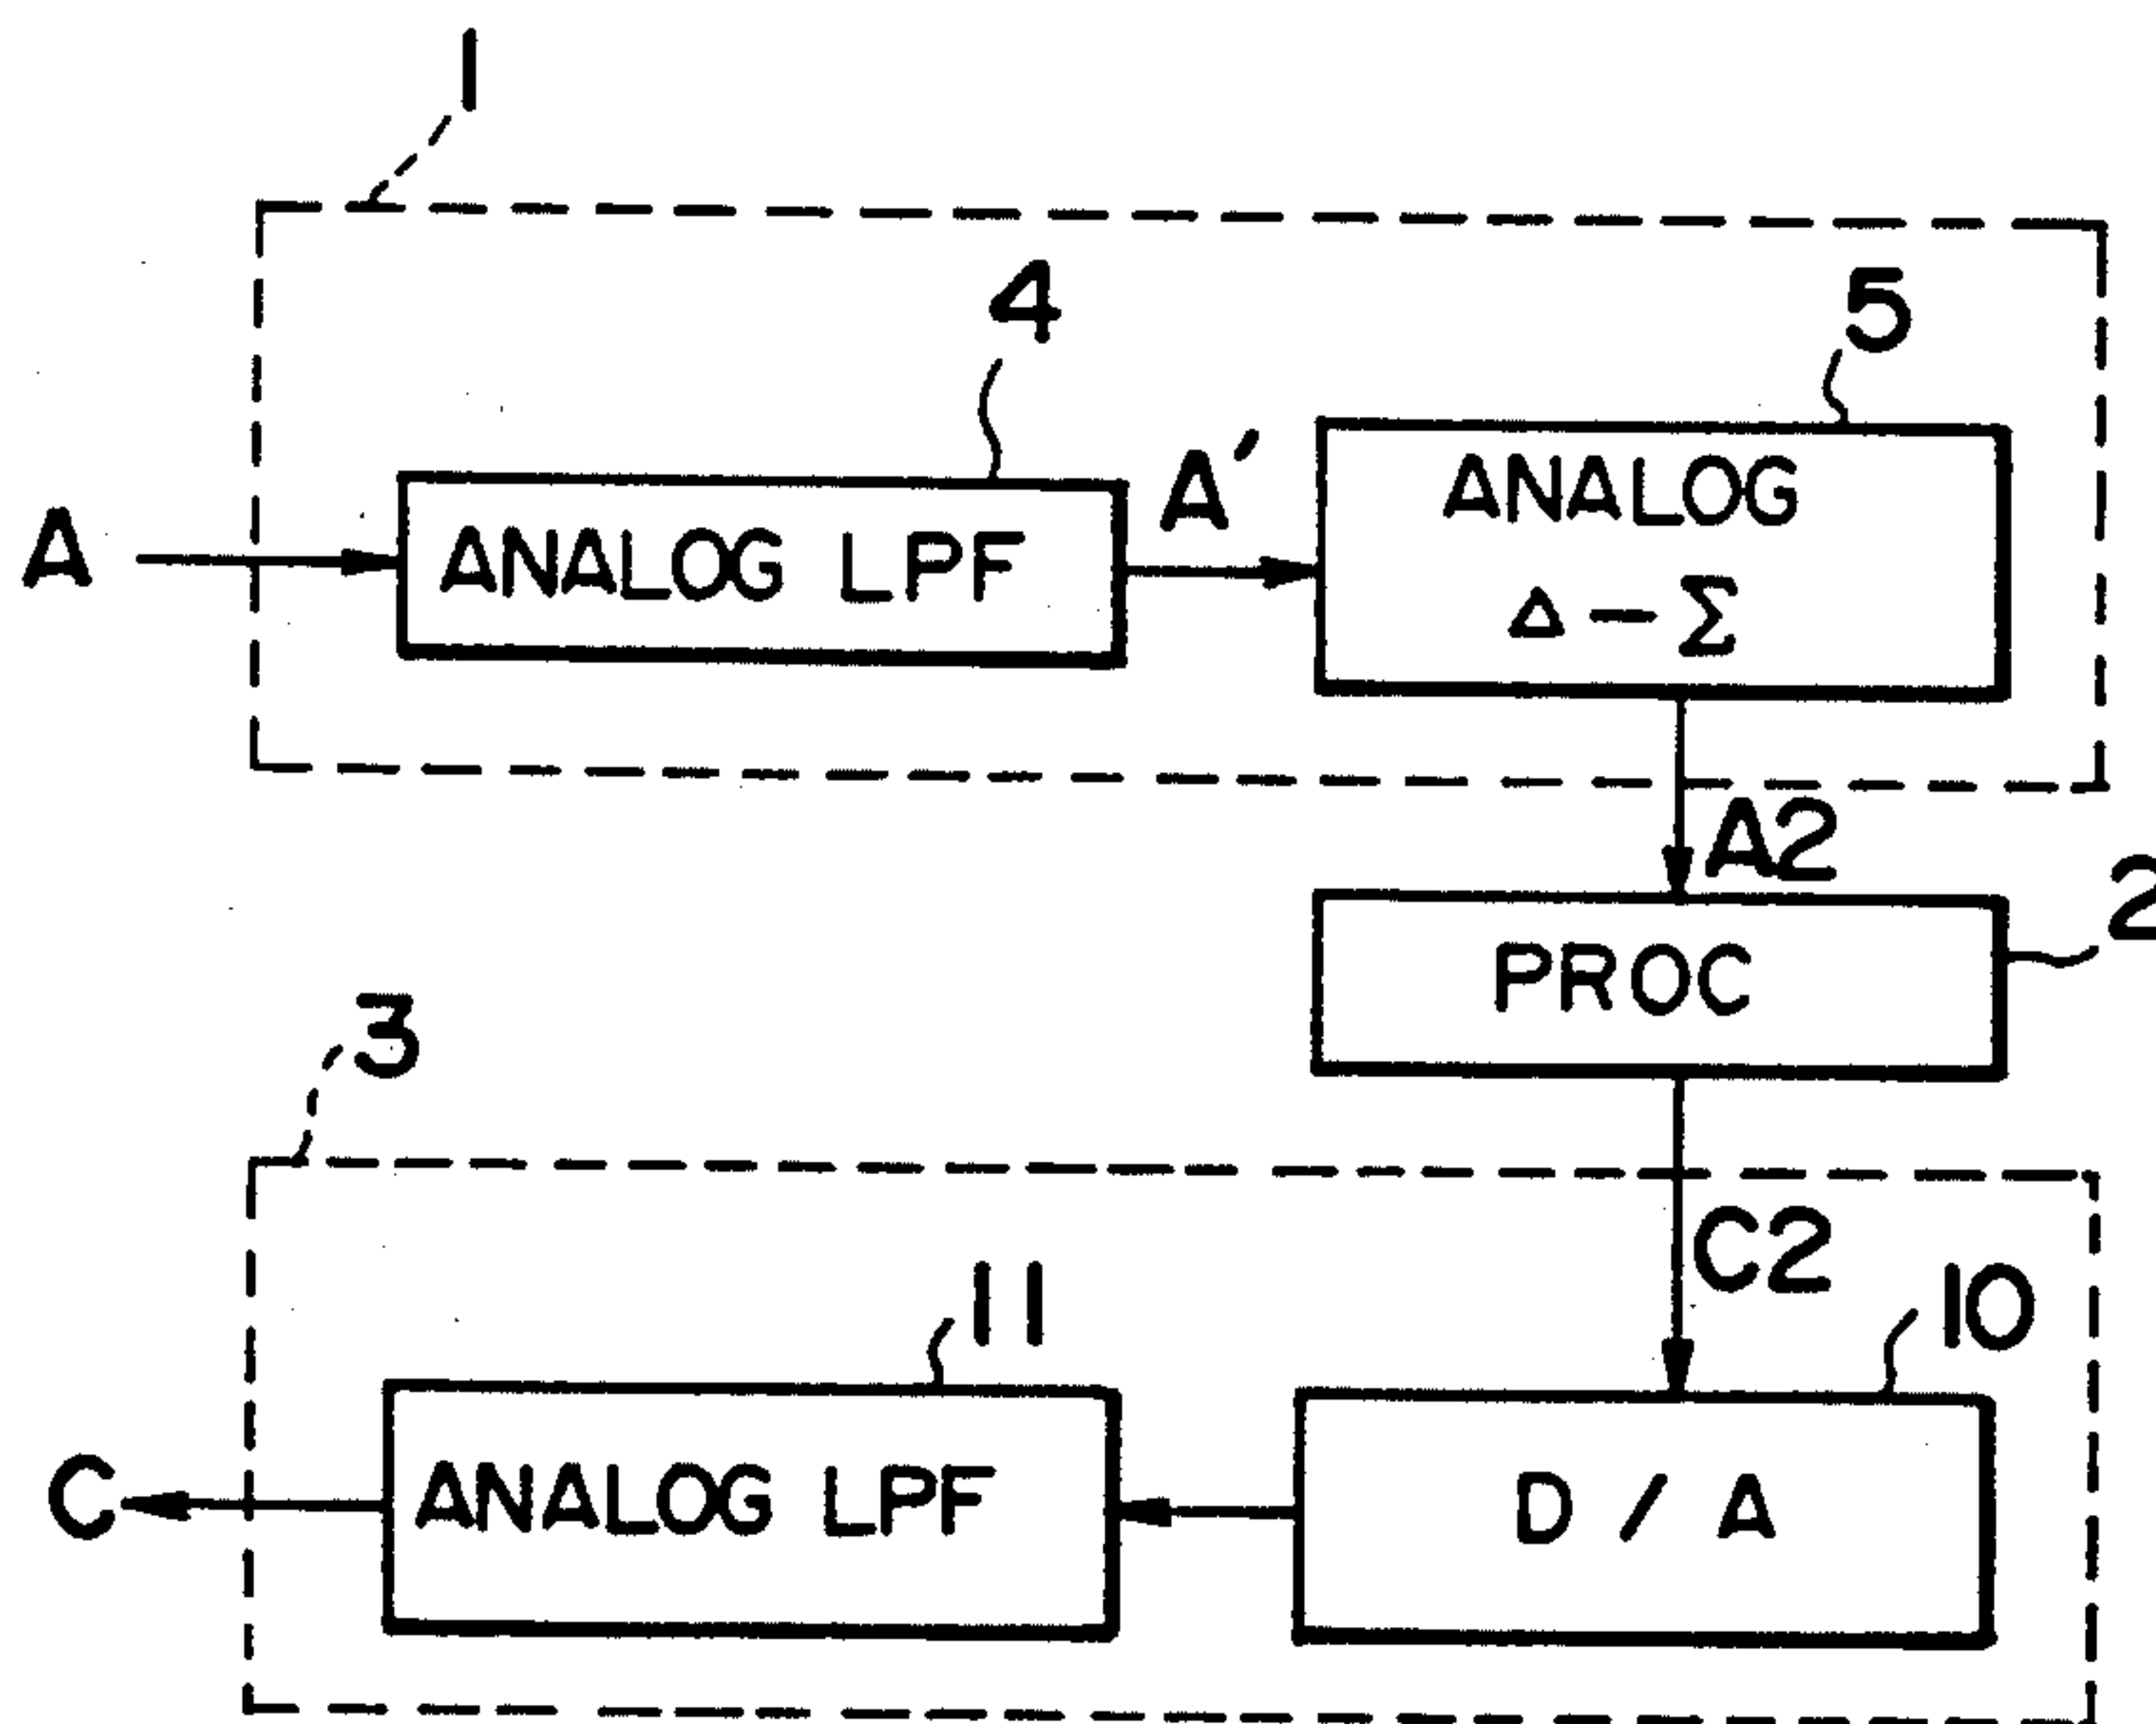 1
4
5
A
ANALOG LPF
A'
ANALOG
Δ-Σ
A2
2
PROC
3
C2
11
10
C
ANALOG LPF
D/A